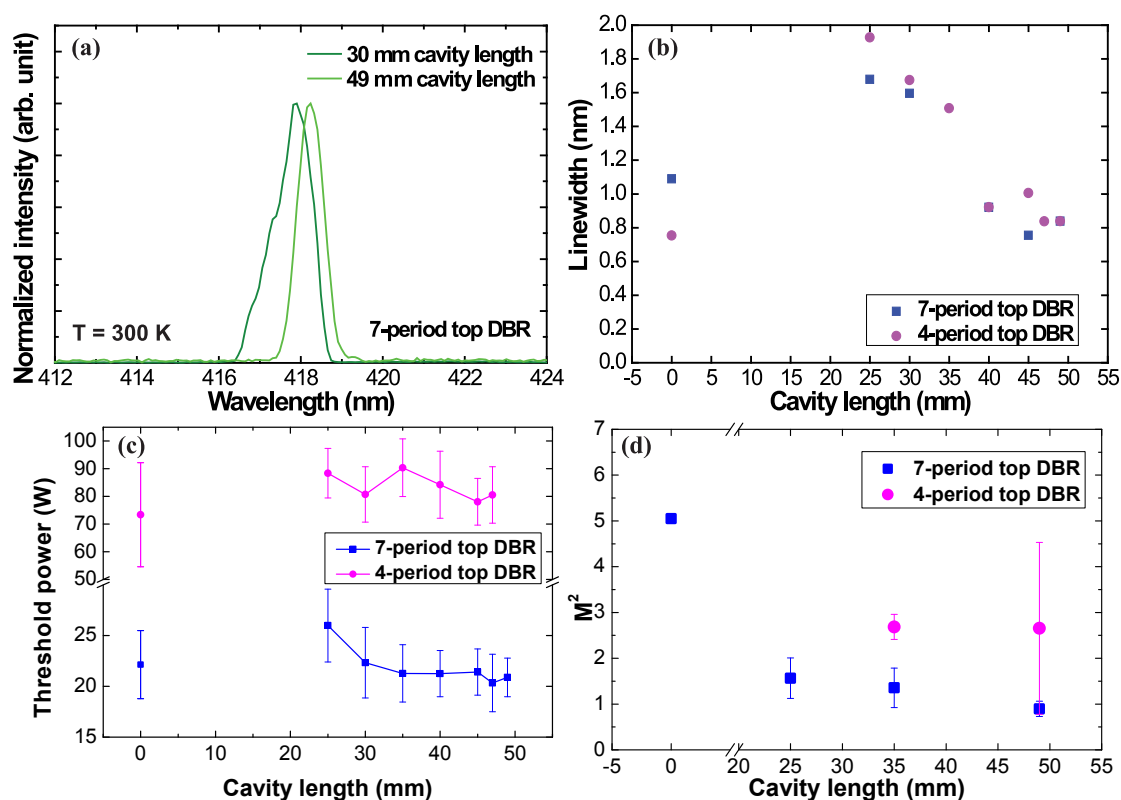 (a)
30 mm cavity length
49 mm cavity length
Normalized intensity (arb. unit)
T = 300 K
7-period top DBR
412 414 416 418 420 422 424
Wavelength (nm)
(b)
2.0
1.8
1.6
1.4
1.2
1.0
0.8
0.6
0.4
0.2
0.0
Linewidth (nm)
7-period top DBR
4-period top DBR
-5 0 5 10 15 20 25 30 35 40 45 50 55
Cavity length (mm)
(c)
100
90
80
70
60
50
25
20
15
Threshold power (W)
7-period top DBR
4-period top DBR
0 10 20 30 40 50
Cavity length (mm)
(d)
7
6
5
4
3
2
1
0
M²
7-period top DBR
4-period top DBR
-5 0 20 25 30 35 40 45 50 55
Cavity length (mm)